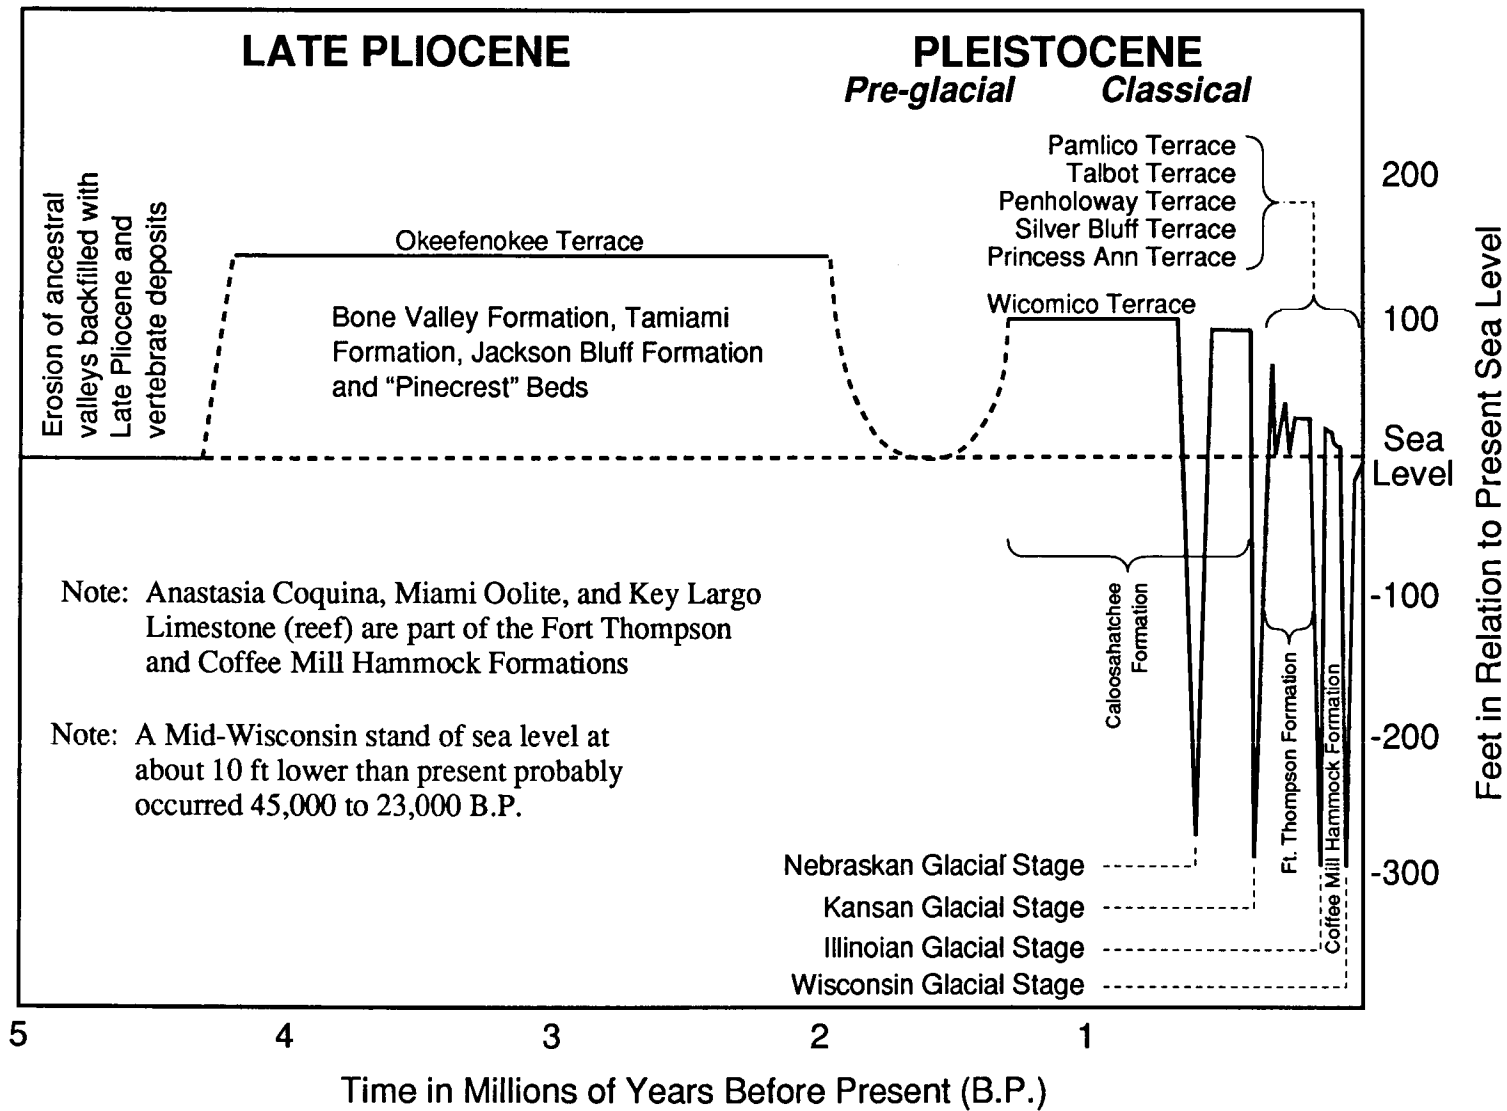 LATE PLIOCENE
PLEISTOCENE
Pre-glacial
Classical
Pamlico Terrace
Talbot Terrace
Penholoway Terrace
Silver Bluff Terrace
Princess Ann Terrace
Wicomico Terrace
Okeefenokee Terrace
Bone Valley Formation, Tamiami
Formation, Jackson Bluff Formation
and “Pinecrest” Beds
Erosion of ancestral
valleys backfilled with
Late Pliocene and
vertebrate deposits
200
100
Sea
Level
-100
-200
-300
Feet in Relation to Present Sea Level
Caloosahatchee
Formation
Ft. Thompson Formation
Coffee Mill Hammock Formation
Note: Anastasia Coquina, Miami Oolite, and Key Largo
Limestone (reef) are part of the Fort Thompson
and Coffee Mill Hammock Formations
Note: A Mid-Wisconsin stand of sea level at
about 10 ft lower than present probably
occurred 45,000 to 23,000 B.P.
Nebraskan Glacial Stage
Kansan Glacial Stage
Illinoian Glacial Stage
Wisconsin Glacial Stage
5 4 3 2 1
Time in Millions of Years Before Present (B.P.)